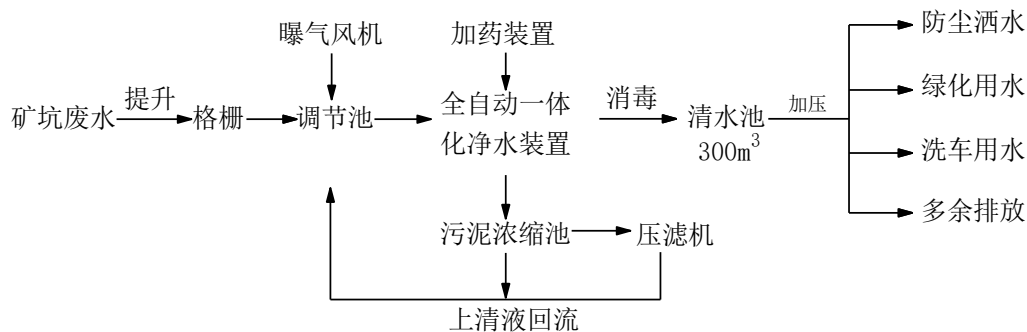 曝气风机
加药装置
防尘洒水
矿坑废水
提升
格栅
调节池
全自动一体
化净水装置
消毒
清水池
300m³
加压
绿化用水
洗车用水
多余排放
污泥浓缩池
压滤机
上清液回流